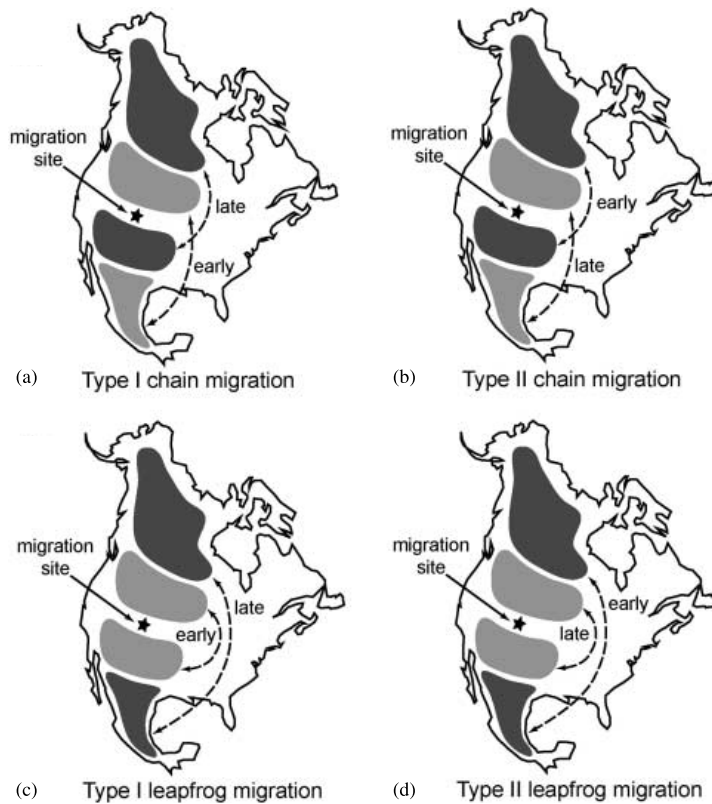 migration
site
late
early
(a)
Type I chain migration
migration
site
early
late
(b)
Type II chain migration
migration
site
late
early
(c)
Type I leapfrog migration
migration
site
early
late
(d)
Type II leapfrog migration